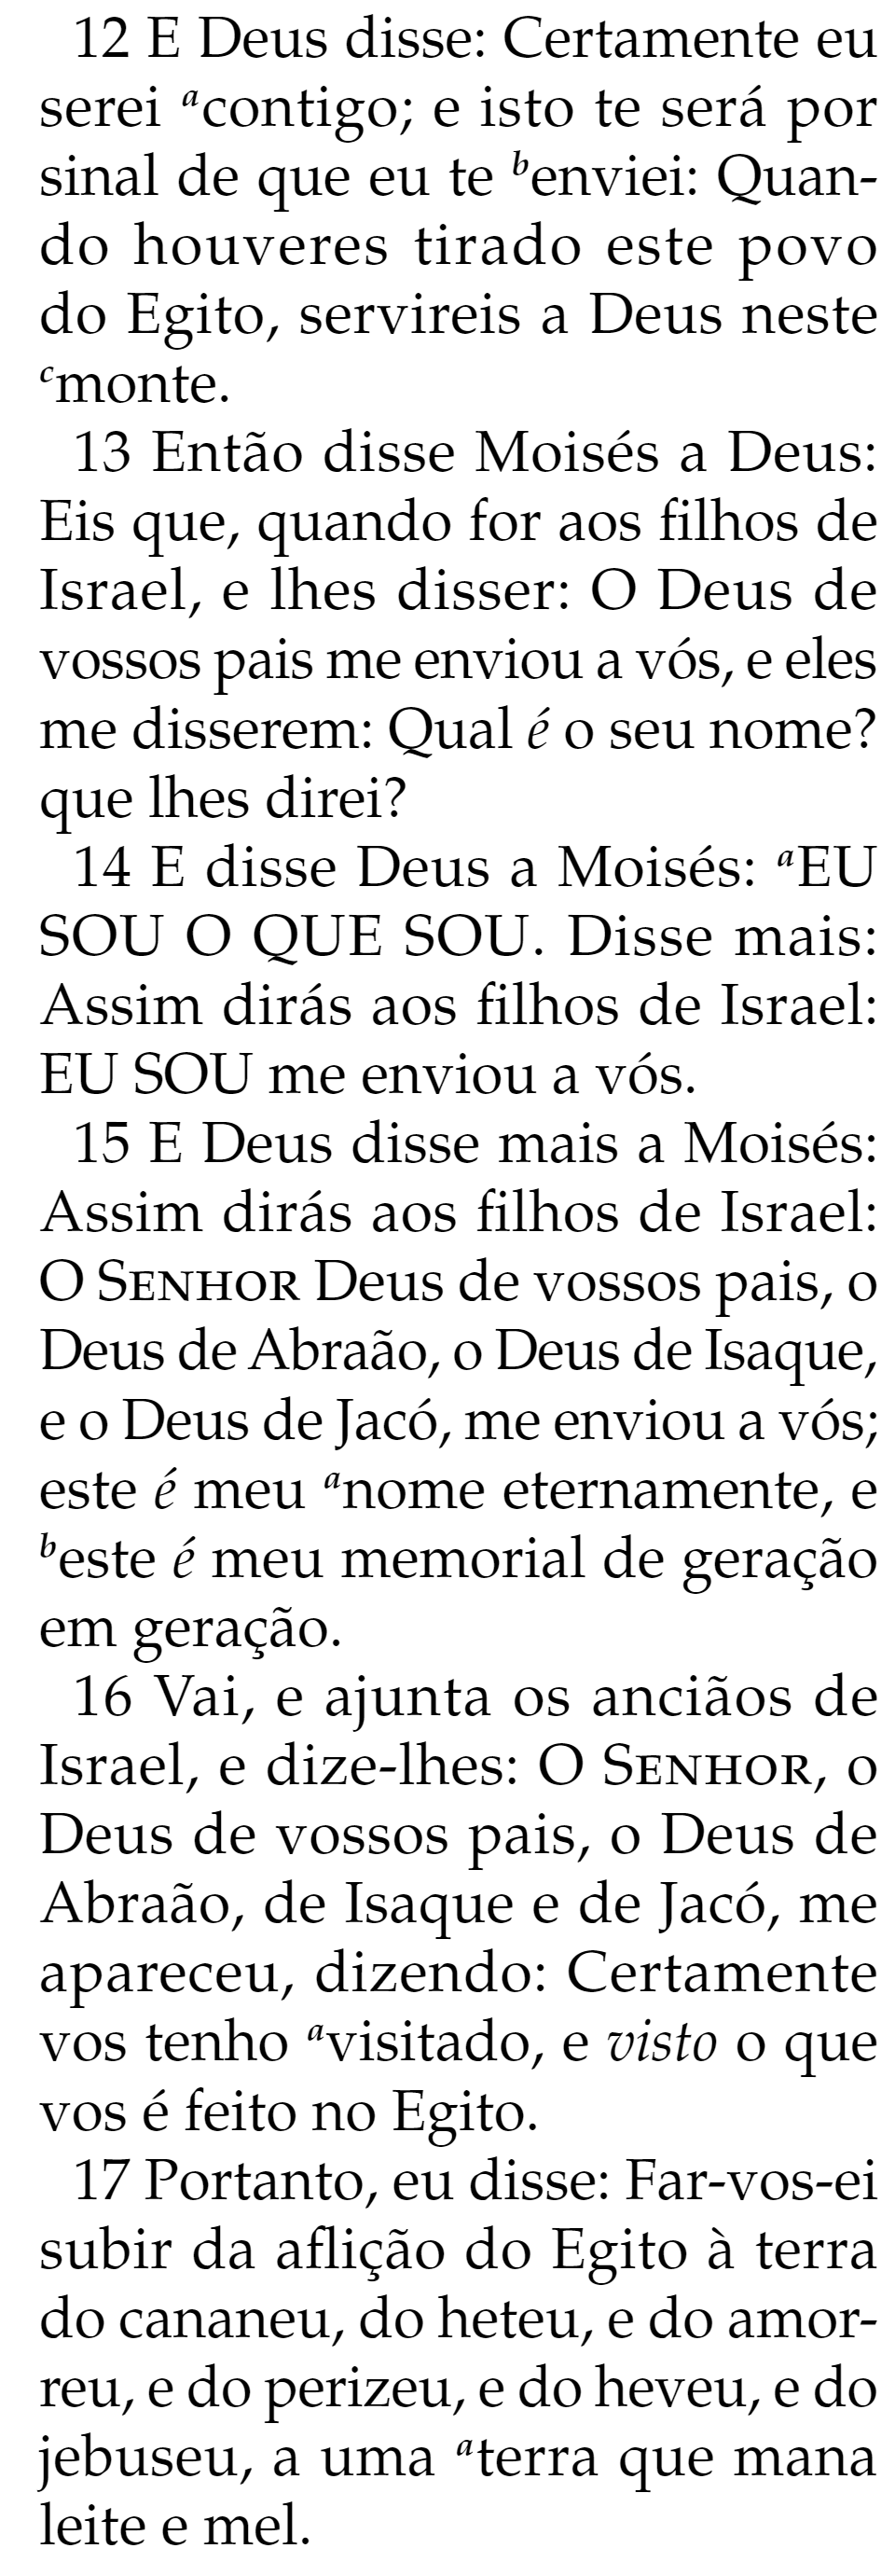 12 E Deus disse: Certamente eu
serei ᵃcontigo; e isto te será por
sinal de que eu te ᵇenviei: Quan-
do houveres tirado este povo
do Egito, servireis a Deus neste
ᶜmonte.
13 Então disse Moisés a Deus:
Eis que, quando for aos filhos de
Israel, e lhes disser: O Deus de
vossos pais me enviou a vós, e eles
me disserem: Qual é o seu nome?
que lhes direi?
14 E disse Deus a Moisés: ᵃEU
SOU O QUE SOU. Disse mais:
Assim dirás aos filhos de Israel:
EU SOU me enviou a vós.
15 E Deus disse mais a Moisés:
Assim dirás aos filhos de Israel:
O SENHOR Deus de vossos pais, o
Deus de Abraão, o Deus de Isaque,
e o Deus de Jacó, me enviou a vós;
este é meu ᵃnome eternamente, e
ᵇeste é meu memorial de geração
em geração.
16 Vai, e ajunta os anciãos de
Israel, e dize-lhes: O SENHOR, o
Deus de vossos pais, o Deus de
Abraão, de Isaque e de Jacó, me
apareceu, dizendo: Certamente
vos tenho ᵃvisitado, e visto o que
vos é feito no Egito.
17 Portanto, eu disse: Far-vos-ei
subir da aflição do Egito à terra
do cananeu, do heteu, e do amor-
reu, e do perizeu, e do heveu, e do
jebuseu, a uma ᵃterra que mana
leite e mel.